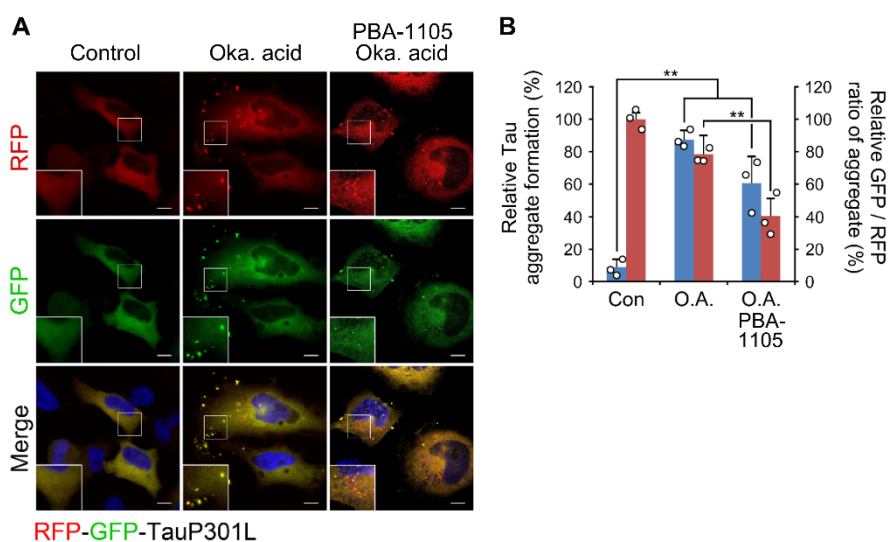 A
Control
Oka. acid
PBA-1105
Oka. acid
RFP
GFP
Merge
RFP-GFP-TauP301L
B
Relative Tau
aggregate formation (%)
120
100
80
60
40
20
0
**
**
120
100
80
60
40
20
0
Relative GFP / RFP
ratio of aggregate (%)
Con
O.A.
O.A.
PBA-
1105